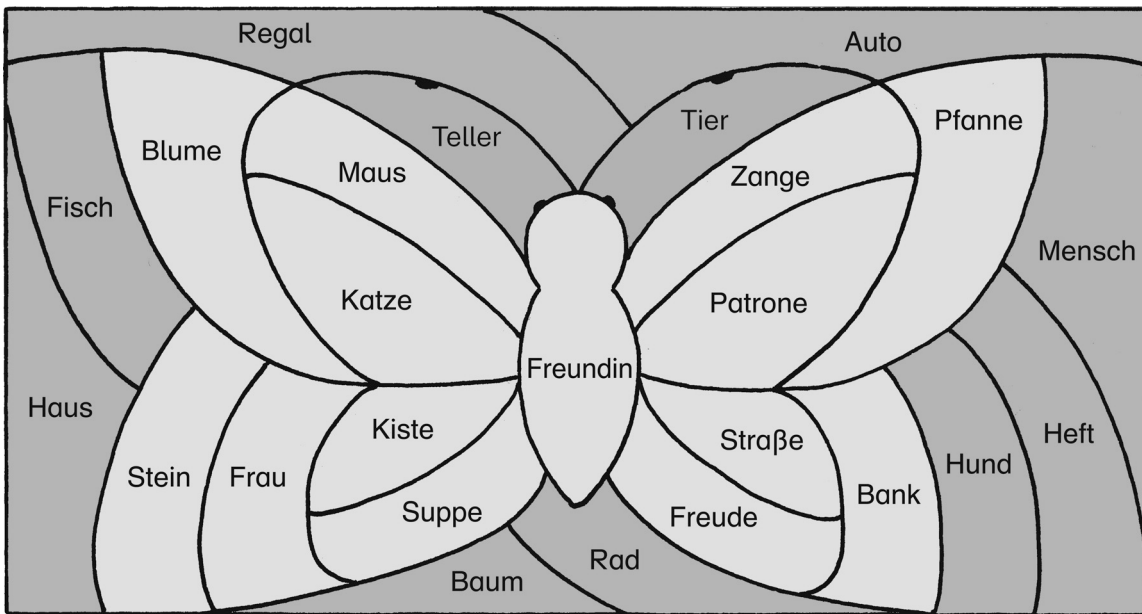 Regal
Auto
Teller
Tier
Pfanne
Blume
Maus
Zange
Fisch
Mensch
Katze
Patrone
Freundin
Haus
Kiste
Straße
Heft
Stein
Frau
Hund
Bank
Suppe
Freude
Rad
Baum